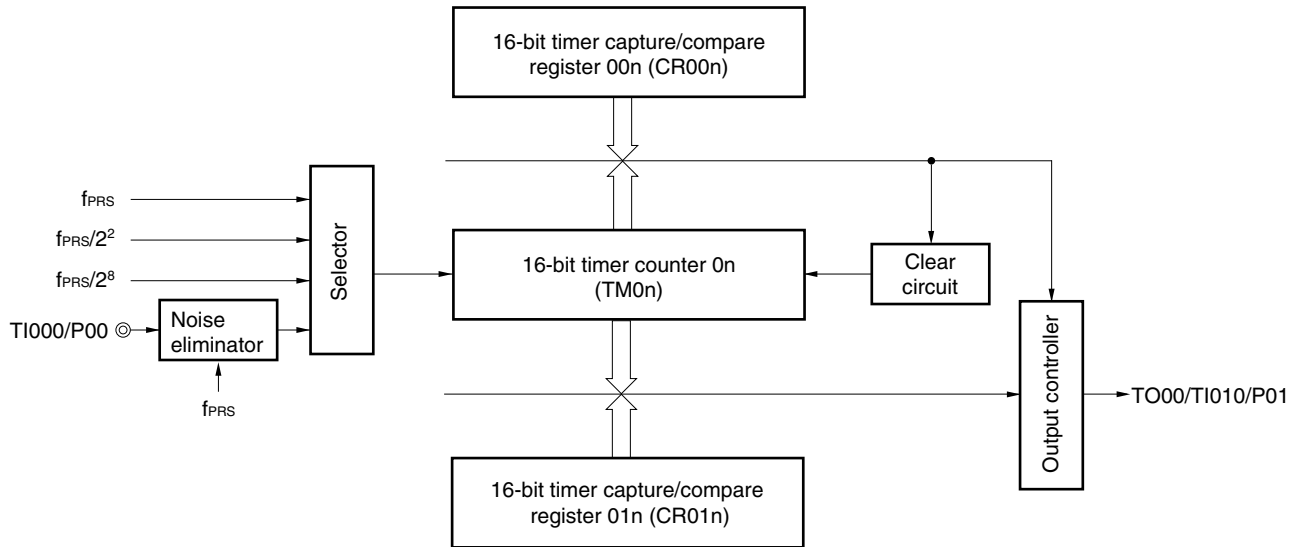 16-bit timer capture/compare
register 00n (CR00n)
fPRS
fPRS/2²
fPRS/2⁸
TI000/P00
Noise
eliminator
fPRS
Selector
16-bit timer counter 0n
(TM0n)
Clear
circuit
Output controller
TO00/TI010/P01
16-bit timer capture/compare
register 01n (CR01n)